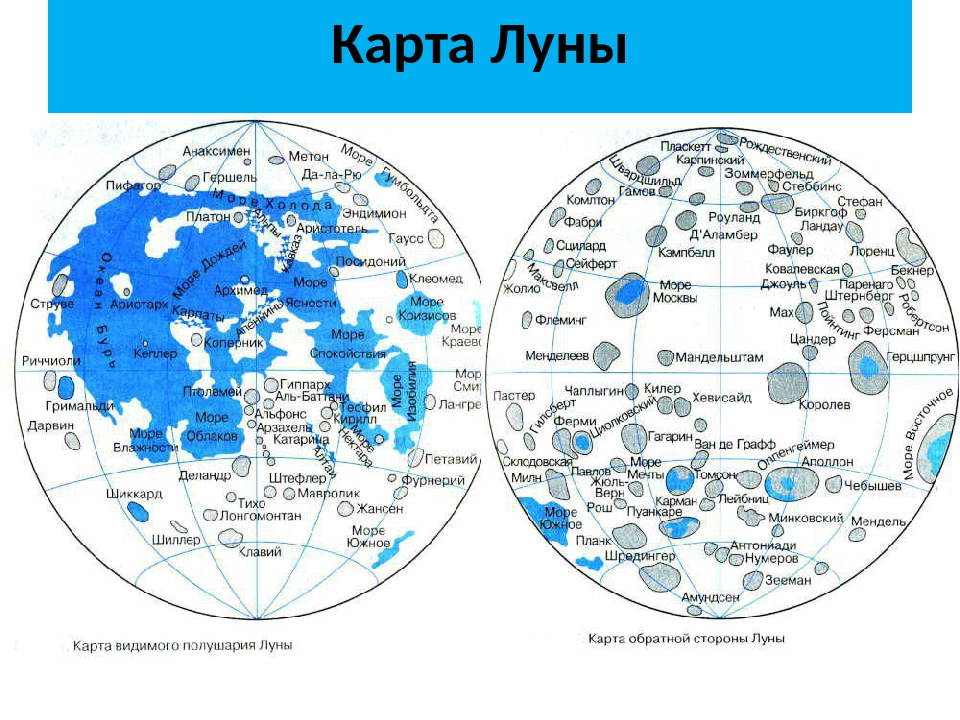 Карта Луны
Анаксимен
Метон
Море Гумбольдта
Пифагор
Гершель
Да-ла-Рю
Море Холода
Эндимион
Платон
Альпы
Аристотель
Гаусс
Кавказ
Океан Бурь
Море Дождей
Посидоний
Клеомед
Струве
Аристарх
Архимед
Море
Ясности
Море
Кризисов
Карпаты
Апеннины
Море
Краево
Коперник
Море
Спокойствия
Кеплер
Риччиоли
Море
Изобилия
Мор
Сми
Гиппарх
Птолемей
Аль-Баттани
Гримальди
Теофил
Лангре
Море
Облаков
Альфонс
Кирилл
Море
Нектара
Дарвин
Арзахель
Море
Влажности
Катарина
Алтай
Петавий
Деландр
Штефлер
Фурнерий
Шиккард
Мавролик
Тихо
Жансен
Лонгомонтан
Шиллер
Море
Южное
Клавий
Карта видимого полушария Луны
Пласкетт
Рождественский
Карпинский
Шварцшильд
Зоммерфельд
Гамов
Стеббинс
Комптон
Стефан
Биркгоф
Фабри
Роуланд
Ландау
Д'Аламбер
Сцилард
Кэмпбелл
Фаулер
Лоренц
Сейферт
Ковалевская
Бекнер
Максвелл
Жолио
Море
Москвы
Джоуль
Паренаго
Штернберг
Робертсон
Флеминг
Мах
Пойнтинг
Ферсман
Цандер
Менделеев
Мандельштам
Герцшпрунг
Чаплыгин
Килер
Пастер
Хевисайд
Королев
Гилсберт
Ферми
Циолковский
Море Восточное
Гагарин
Ван де Графф
Оппенгеймер
Склодовская
Павлов
Море
Мечты
Томсон
Аполлон
Милн
Жюль-
Верн
Чебышев
Карман
Лейбниц
Рош
Пуанкаре
Море
Южное
Минковский
Мендель
Планк
Антониади
Шредингер
Нумеров
Зееман
Амундсен
Карта обратной стороны Луны